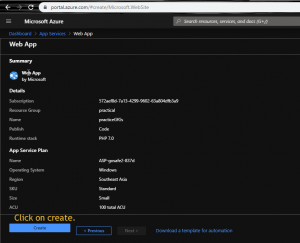 portal.azure.com/#create/Microsoft.WebSite
Microsoft Azure
Search resources, services, and docs (G+/)
Dashboard > App Services > Web App
Web App
Summary
Web App
by Microsoft
Details
Subscription
Resource Group practical
Name
Publish Code
Runtime stack PHP 7.0
App Service Plan
Name
Operating System Windows
Region Southeast Asia
SKU Standard
Size Small
ACU 100 total ACU
Click on create.
Create
< Previous
Next >
Download a template for automation